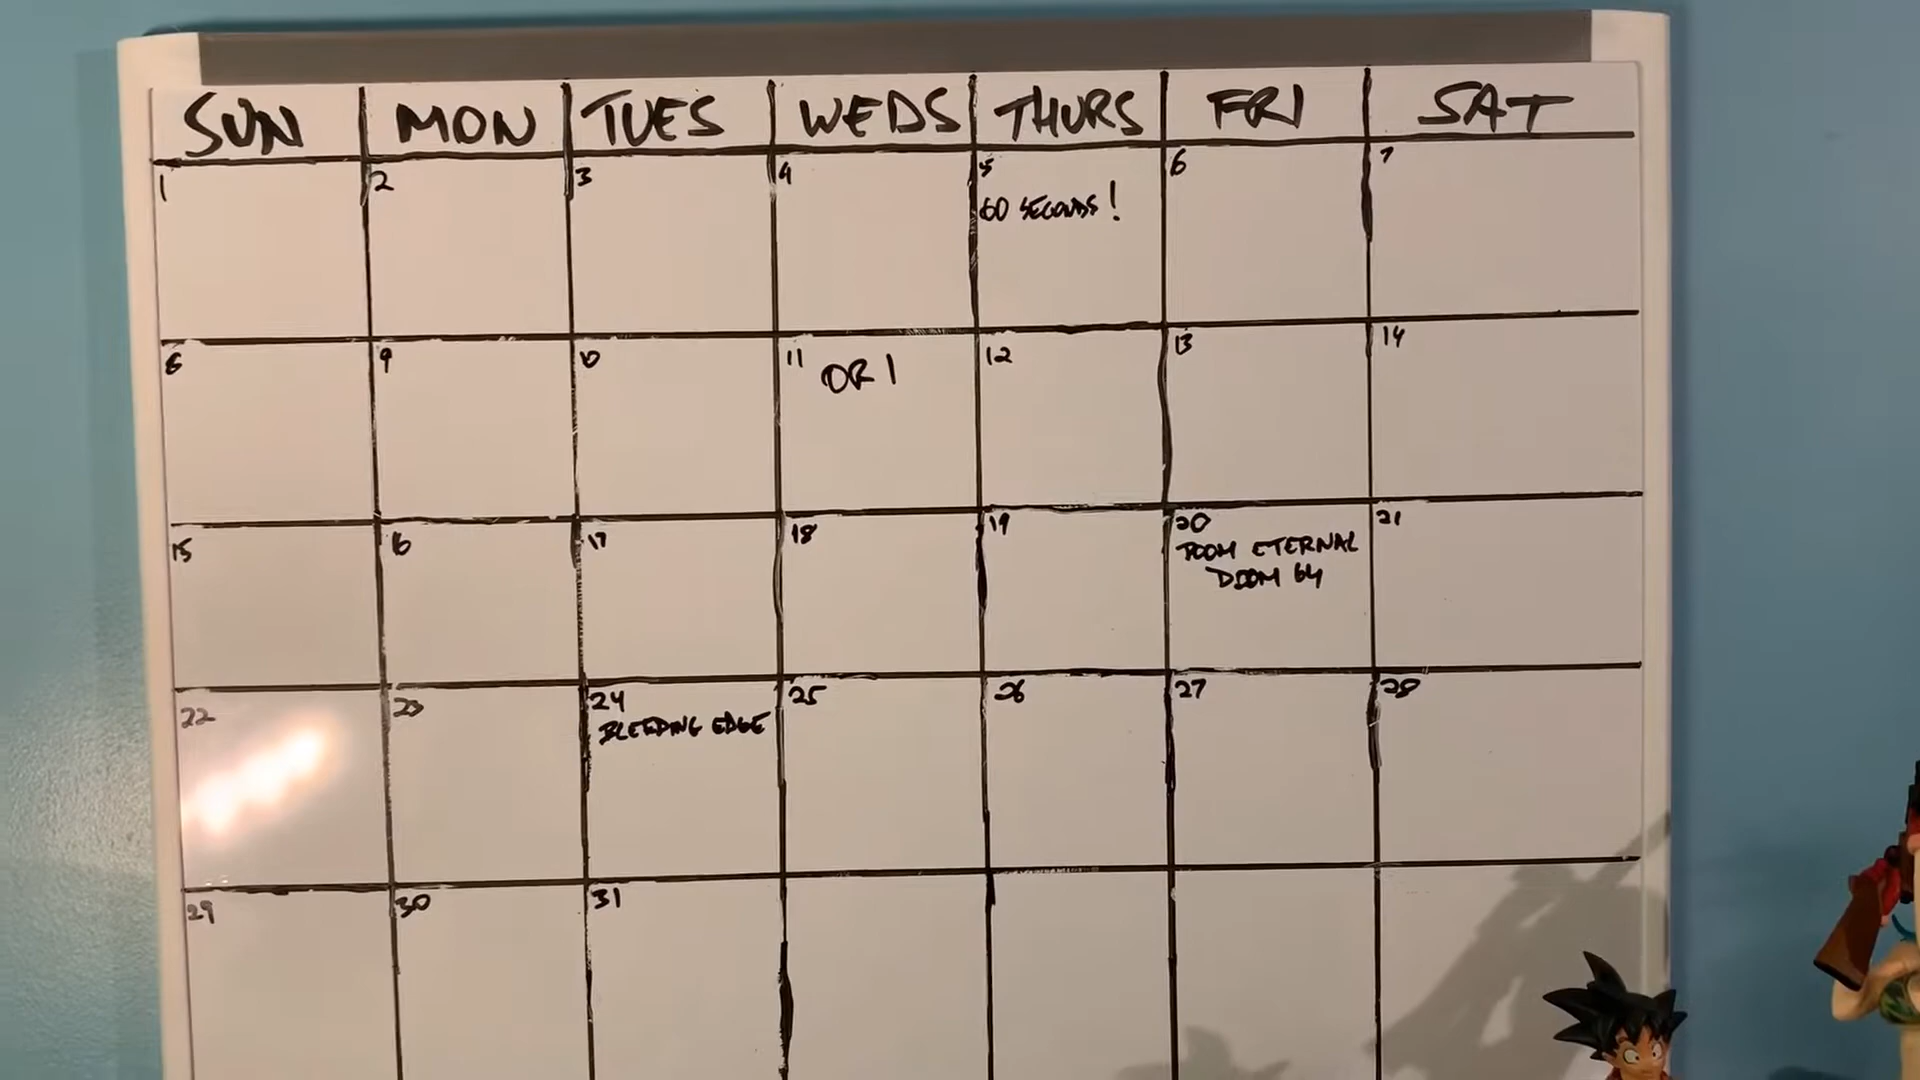 SUN MON TUES WEDS THURS FRI SAT
1 2 3 4 5 6 7
60 SECONDS!
8 9 10 11 12 13 14
ORI
15 16 17 18 19 20 21
DOOM ETERNAL
DOOM 64
22 23 24 25 26 27 28
BLEEDING EDGE
29 30 31